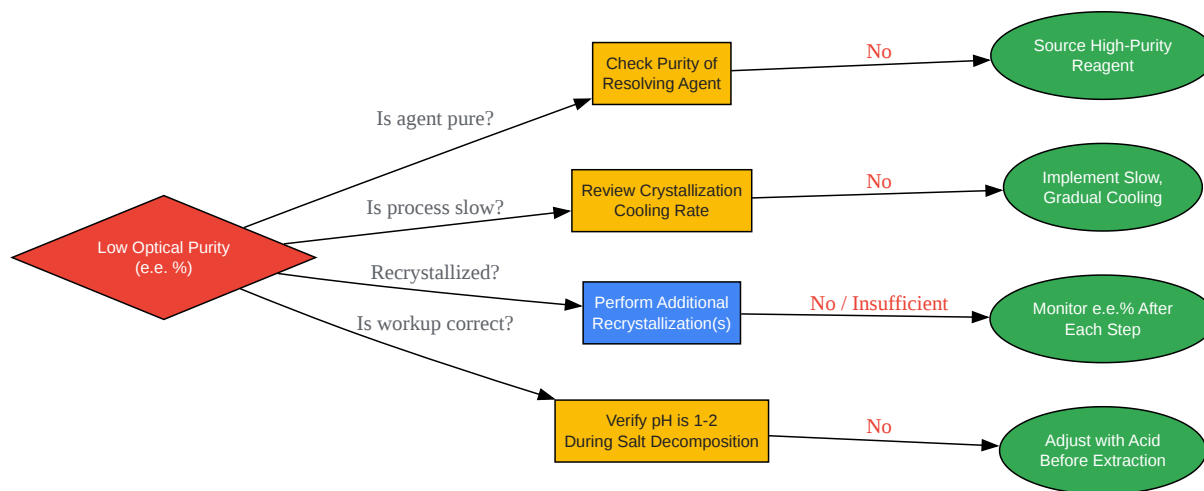 Low Optical Purity
(e.e. %)
Is agent pure?
Check Purity of
Resolving Agent
No
Source High-Purity
Reagent
Is process slow?
Review Crystallization
Cooling Rate
No
Implement Slow,
Gradual Cooling
Recrystallized?
Perform Additional
Recrystallization(s)
No / Insufficient
Monitor e.e.% After
Each Step
Is workup correct?
Verify pH is 1-2
During Salt Decomposition
No
Adjust with Acid
Before Extraction